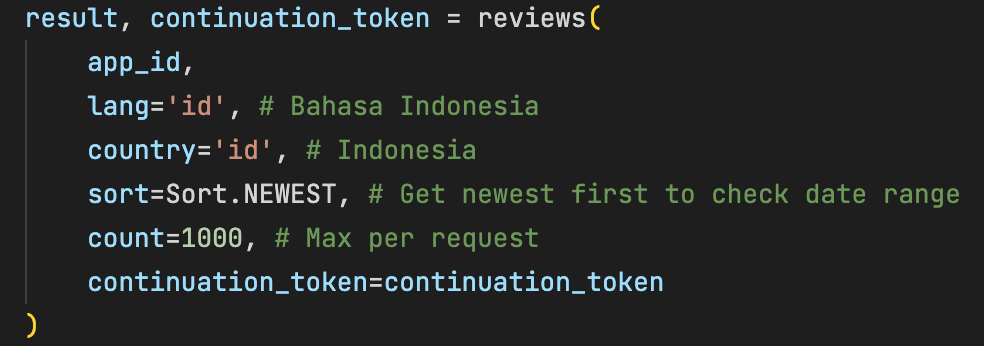 result, continuation_token = reviews(
    app_id,
    lang='id', # Bahasa Indonesia
    country='id', # Indonesia
    sort=Sort.NEWEST, # Get newest first to check date range
    count=1000, # Max per request
    continuation_token=continuation_token
)